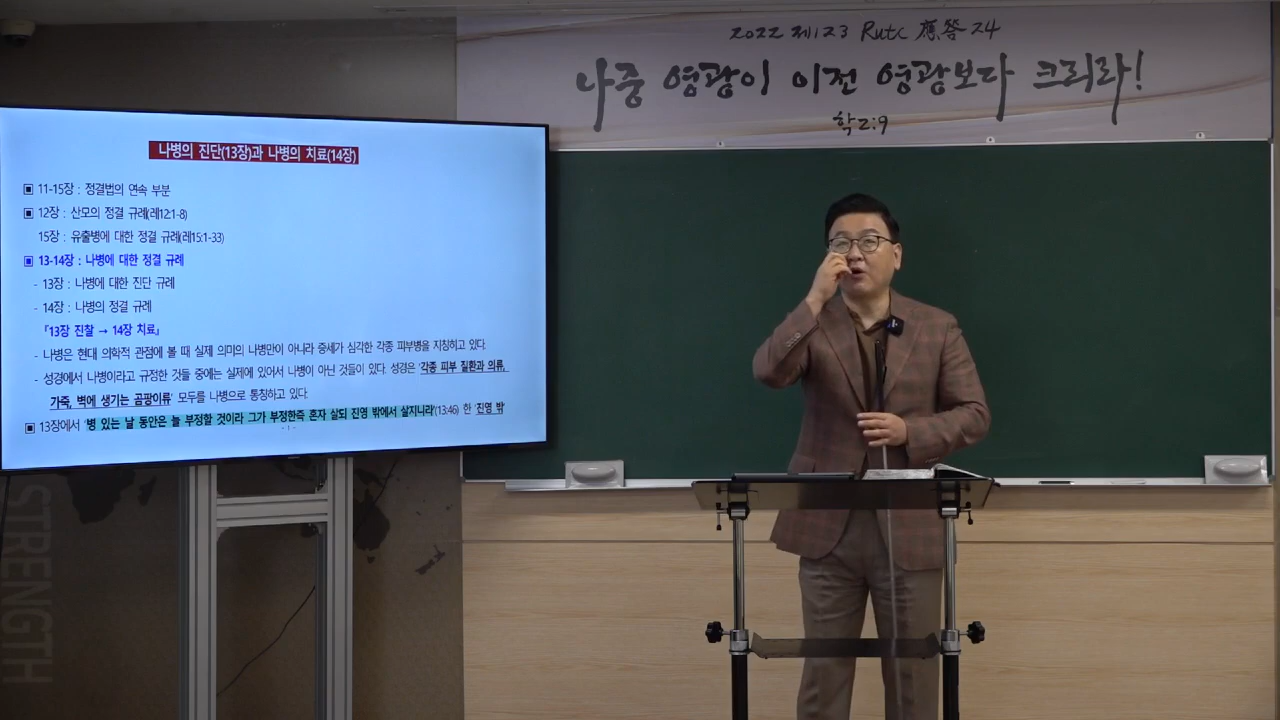 2022 제123 Rutc 應答 24
나중 영광이 이전 영광보다 크리라!
학2:9
나병의 진단(13장)과 나병의 치료(14장)
▣ 11-15장 : 정결법의 연속 부분
▣ 12장 : 산모의 정결 규례(레12:1-8)
15장 : 유출병에 대한 정결 규례(레15:1-33)
▣ 13-14장 : 나병에 대한 정결 규례
- 13장 : 나병에 대한 진단 규례
- 14장 : 나병의 정결 규례
『13장 진찰 → 14장 치료』
- 나병은 현대 의학적 관점에 볼 때 실제 의미의 나병만이 아니라 증세가 심각한 각종 피부병을 지칭하고 있다.
- 성경에서 나병이라고 규정한 것들 중에는 실제에 있어서 나병이 아닌 것들이 있다. 성경은 '각종 피부 질환과 의류,
가죽, 벽에 생기는 곰팡이류' 모두를 나병으로 통칭하고 있다.
▣ 13장에서 '병 있는 날 동안은 늘 부정할 것이라 그가 부정한즉 혼자 살되 진영 밖에서 살지니라'(13:46) 한 '진영 밖'
- 1 -
STRENGTH